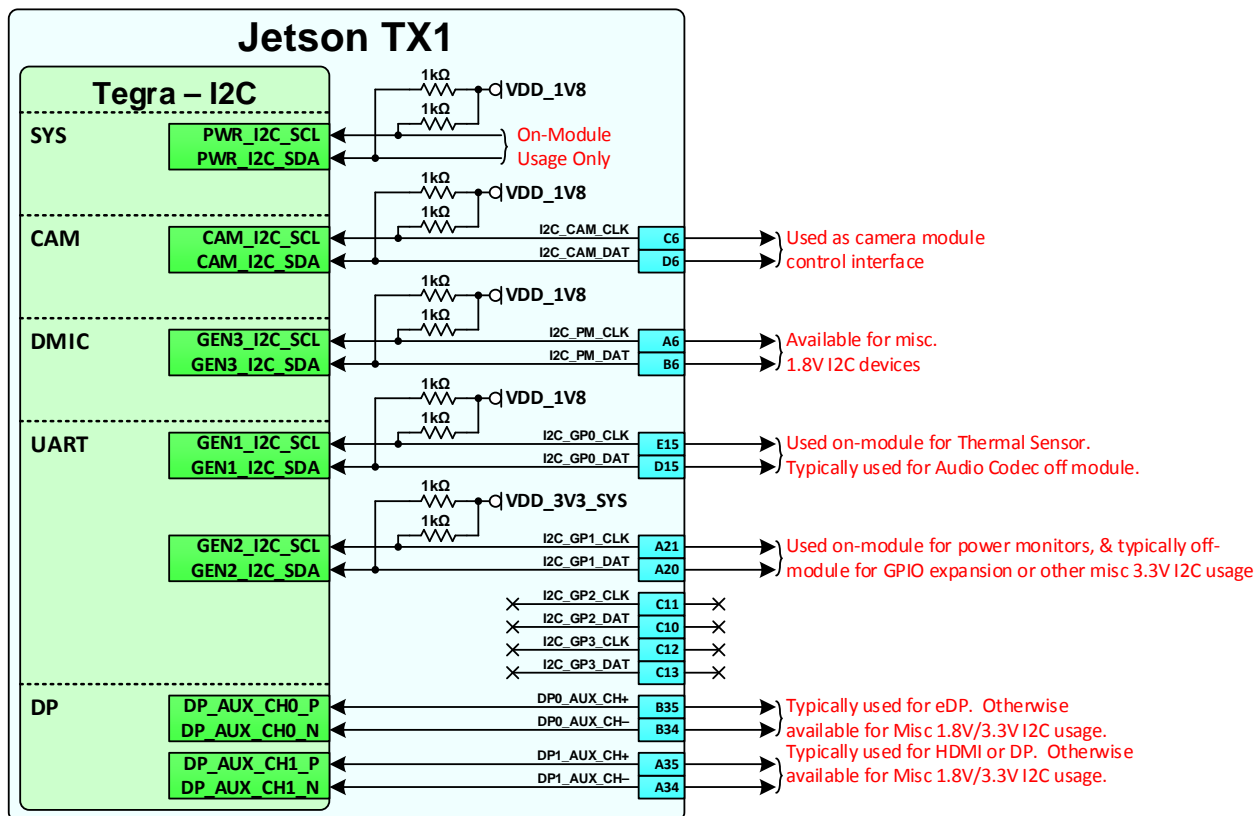 Jetson TX1
Tegra – I2C
1kΩ
VDD_1V8
1kΩ
SYS
PWR_I2C_SCL
PWR_I2C_SDA
On-Module
Usage Only
1kΩ
VDD_1V8
1kΩ
CAM
CAM_I2C_SCL
I2C_CAM_CLK
C6
CAM_I2C_SDA
I2C_CAM_DAT
D6
Used as camera module
control interface
1kΩ
VDD_1V8
1kΩ
DMIC
GEN3_I2C_SCL
I2C_PM_CLK
A6
GEN3_I2C_SDA
I2C_PM_DAT
B6
Available for misc.
1.8V I2C devices
1kΩ
VDD_1V8
1kΩ
UART
GEN1_I2C_SCL
I2C_GP0_CLK
E15
GEN1_I2C_SDA
I2C_GP0_DAT
D15
Used on-module for Thermal Sensor.
Typically used for Audio Codec off module.
1kΩ
VDD_3V3_SYS
1kΩ
GEN2_I2C_SCL
I2C_GP1_CLK
A21
GEN2_I2C_SDA
I2C_GP1_DAT
A20
Used on-module for power monitors, & typically off-
module for GPIO expansion or other misc 3.3V I2C usage
I2C_GP2_CLK
C11
I2C_GP2_DAT
C10
I2C_GP3_CLK
C12
I2C_GP3_DAT
C13
DP
DP_AUX_CH0_P
DP0_AUX_CH+
B35
DP_AUX_CH0_N
DP0_AUX_CH–
B34
Typically used for eDP. Otherwise
available for Misc 1.8V/3.3V I2C usage.
DP_AUX_CH1_P
DP1_AUX_CH+
A35
DP_AUX_CH1_N
DP1_AUX_CH–
A34
Typically used for HDMI or DP. Otherwise
available for Misc 1.8V/3.3V I2C usage.